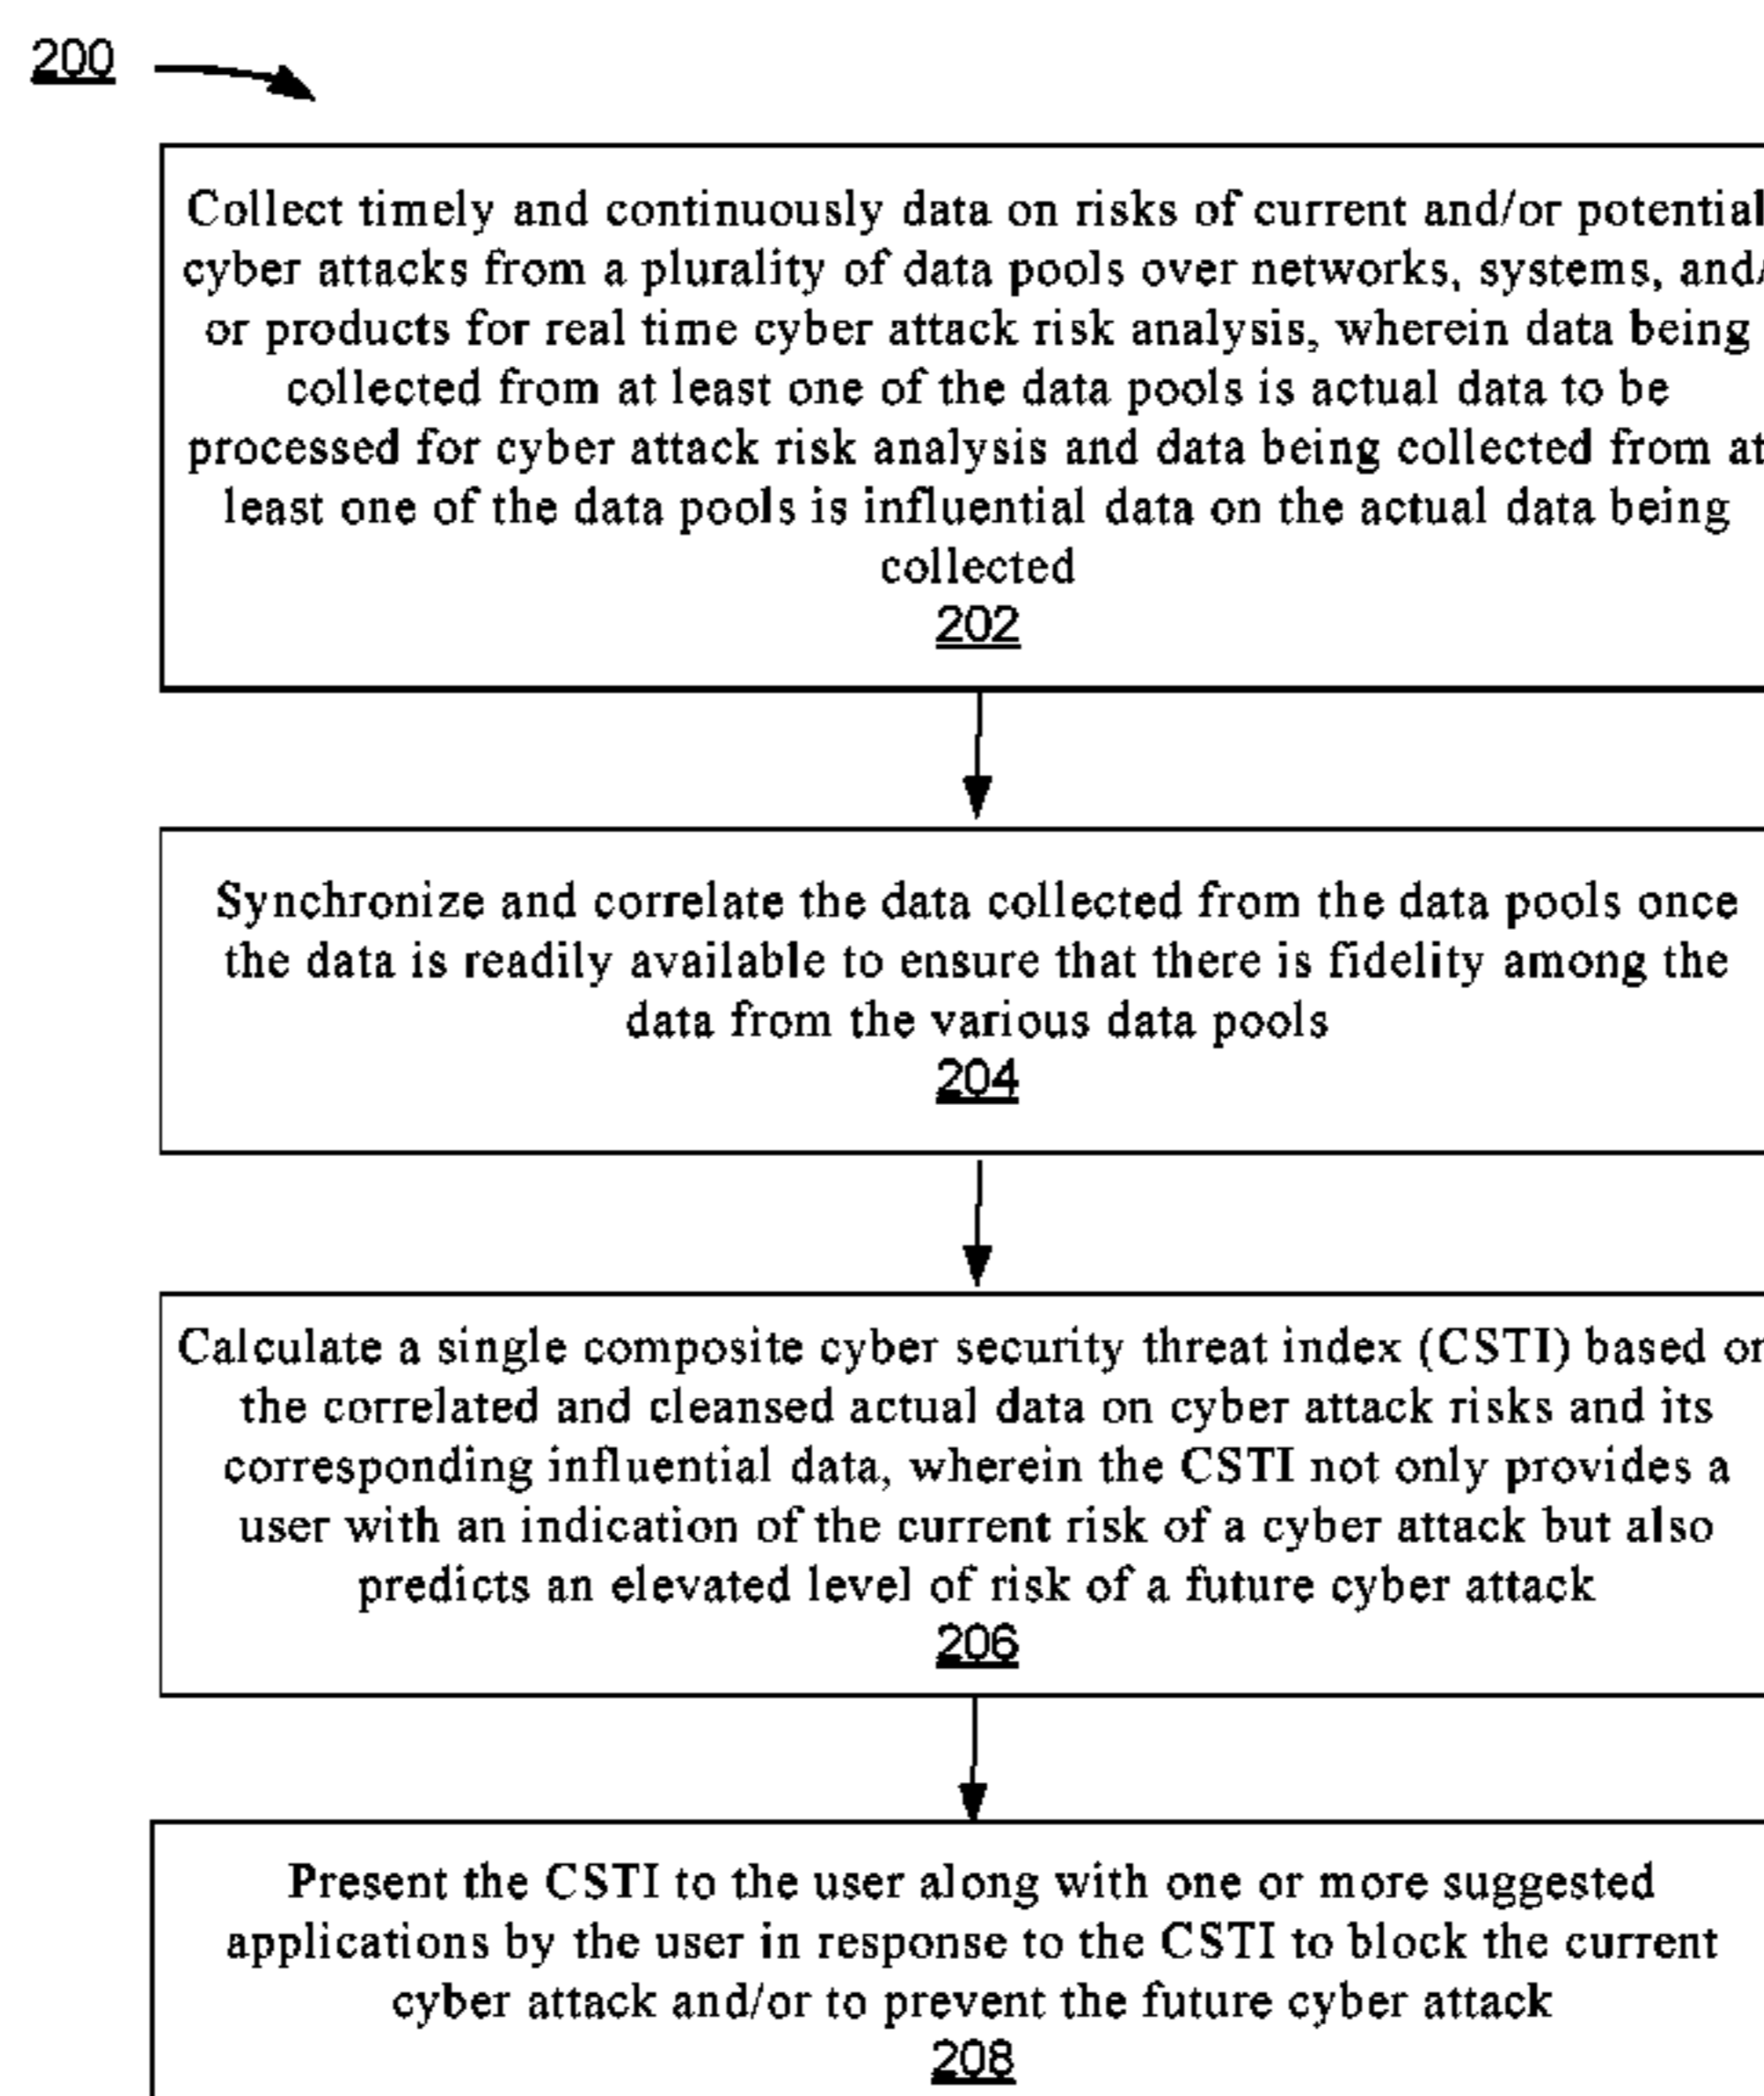 200
Collect timely and continuously data on risks of current and/or potential
cyber attacks from a plurality of data pools over networks, systems, and/
or products for real time cyber attack risk analysis, wherein data being
collected from at least one of the data pools is actual data to be
processed for cyber attack risk analysis and data being collected from at
least one of the data pools is influential data on the actual data being
collected
202
Synchronize and correlate the data collected from the data pools once
the data is readily available to ensure that there is fidelity among the
data from the various data pools
204
Calculate a single composite cyber security threat index (CSTI) based on
the correlated and cleansed actual data on cyber attack risks and its
corresponding influential data, wherein the CSTI not only provides a
user with an indication of the current risk of a cyber attack but also
predicts an elevated level of risk of a future cyber attack
206
Present the CSTI to the user along with one or more suggested
applications by the user in response to the CSTI to block the current
cyber attack and/or to prevent the future cyber attack
208